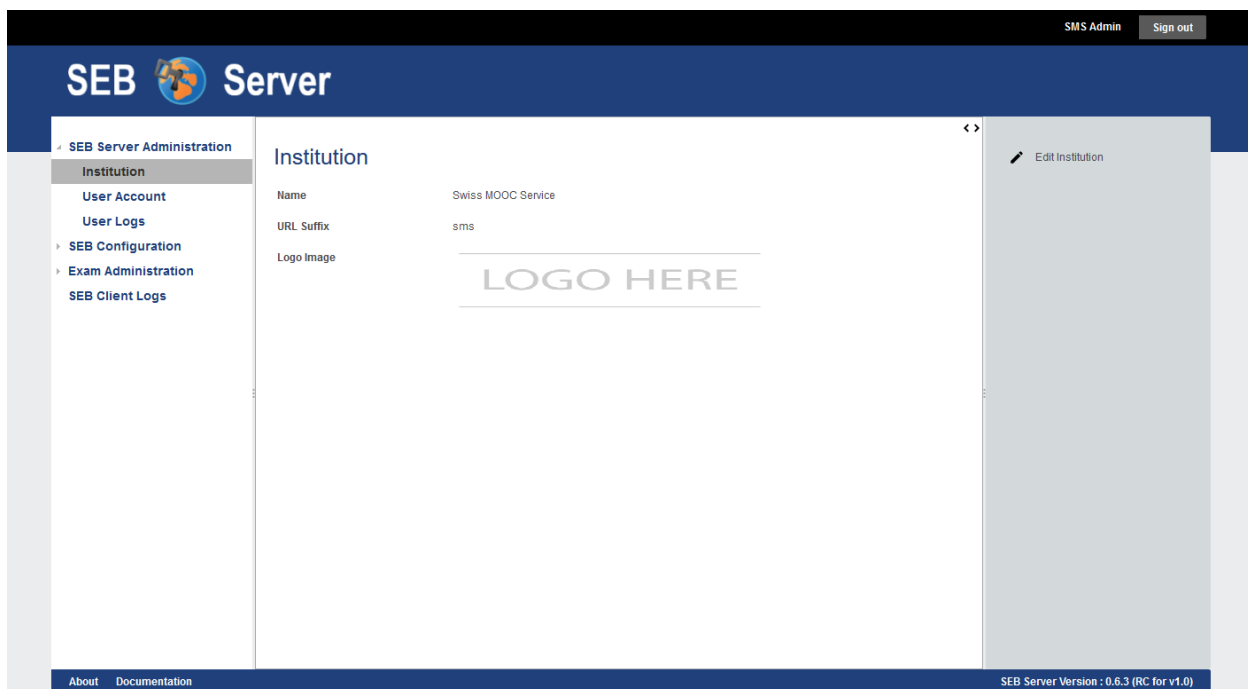 SMS Admin Sign out
SEB Server
SEB Server Administration
Institution
User Account
User Logs
SEB Configuration
Exam Administration
SEB Client Logs
Institution
Name Swiss MOOC Service
URL Suffix sms
Logo Image
LOGO HERE
Edit Institution
About Documentation
SEB Server Version : 0.6.3 (RC for v1.0)